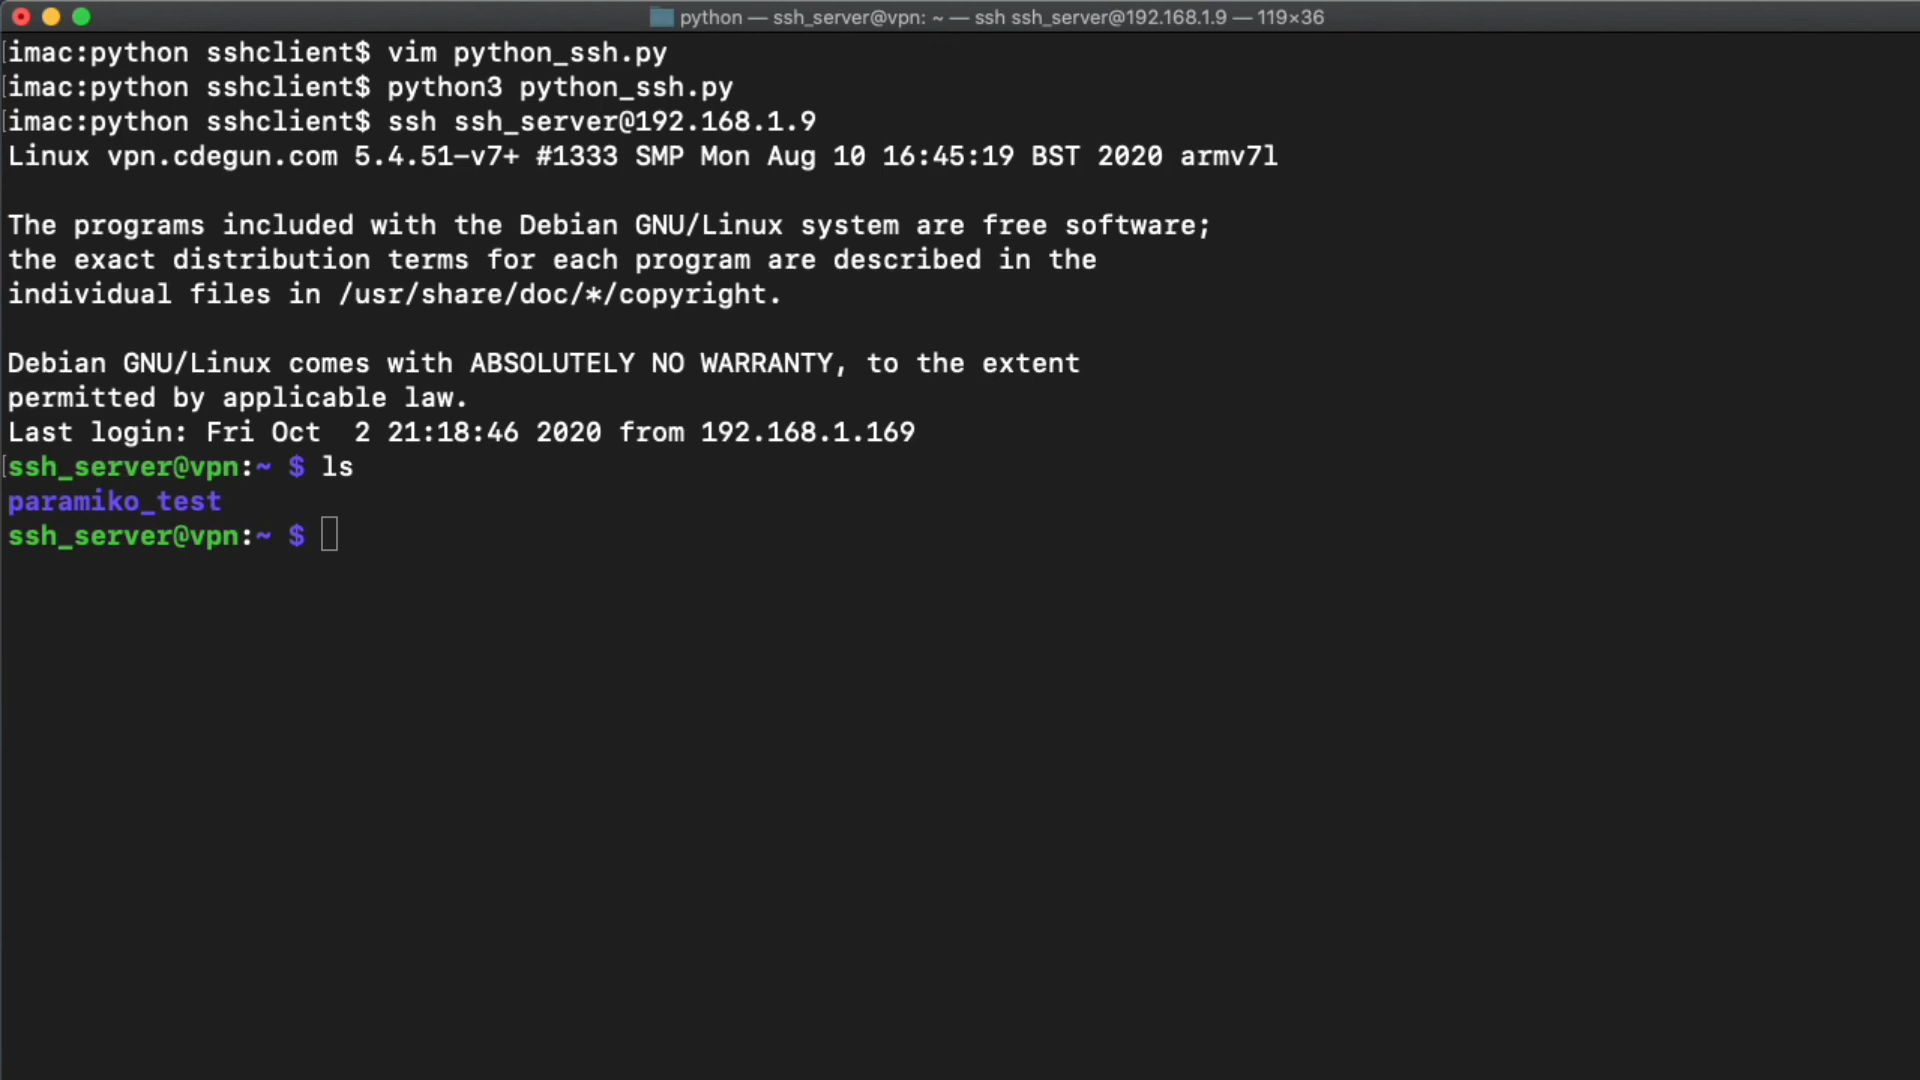 python — ssh_server@vpn: ~ — ssh ssh_server@192.168.1.9 — 119×36
imac:python sshclient$ vim python_ssh.py
imac:python sshclient$ python3 python_ssh.py
imac:python sshclient$ ssh ssh_server@192.168.1.9
Linux vpn.cdegun.com 5.4.51-v7+ #1333 SMP Mon Aug 10 16:45:19 BST 2020 armv7l
The programs included with the Debian GNU/Linux system are free software;
the exact distribution terms for each program are described in the
individual files in /usr/share/doc/*/copyright.
Debian GNU/Linux comes with ABSOLUTELY NO WARRANTY, to the extent
permitted by applicable law.
Last login: Fri Oct  2 21:18:46 2020 from 192.168.1.169
ssh_server@vpn:~ $ ls
paramiko_test
ssh_server@vpn:~ $